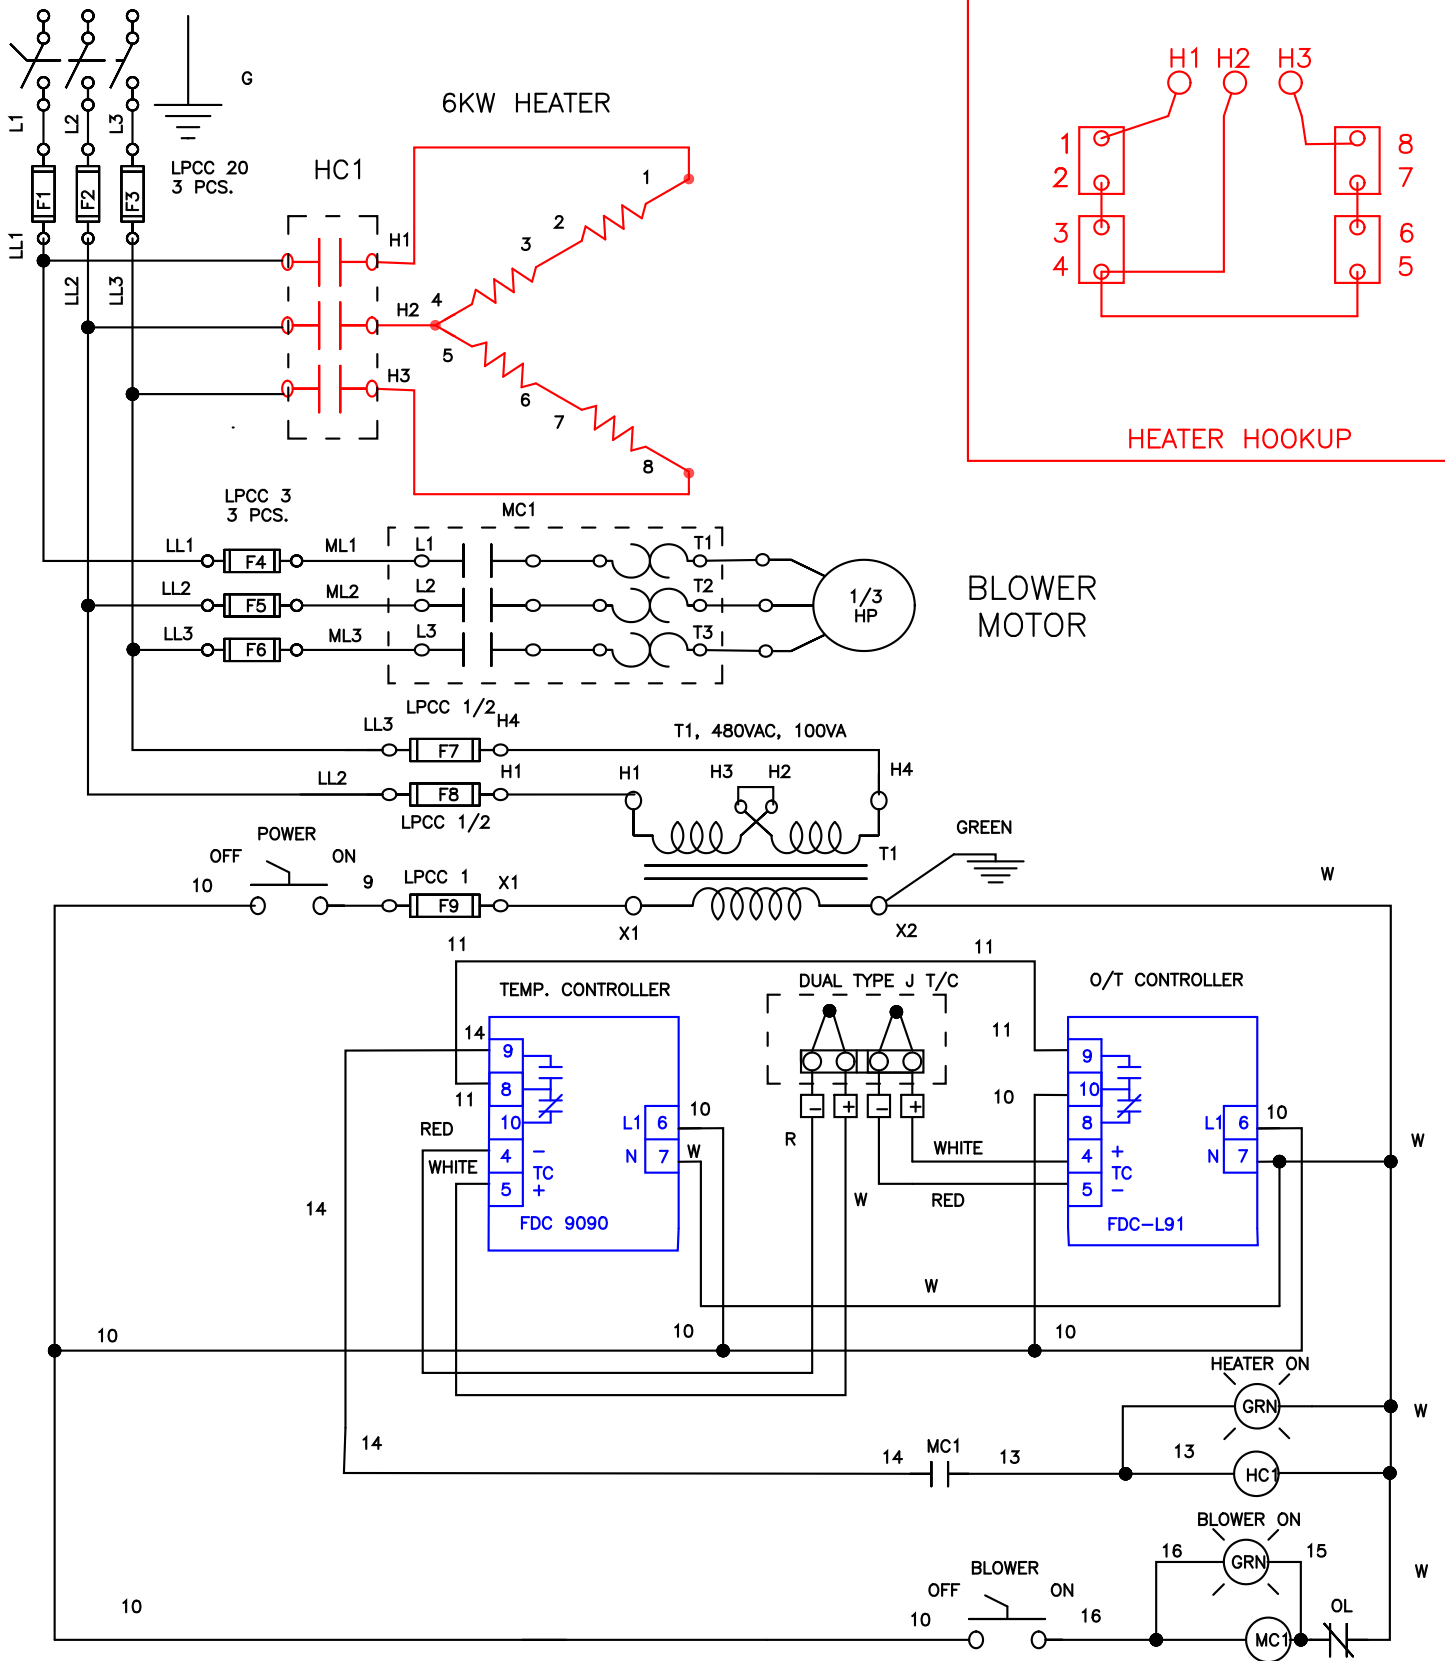 G
L1
L2
L3
LPCC 20
3 PCS.
F1
F2
F3
LL1
LL2
LL3
6KW HEATER
HC1
H1
H2
H3
1
2
3
4
5
6
7
8
H1 H2 H3
1
2
3
4
8
7
6
5
HEATER HOOKUP
LPCC 3
3 PCS.
MC1
LL1
F4
ML1
L1
T1
LL2
F5
ML2
L2
T2
LL3
F6
ML3
L3
T3
1/3
HP
BLOWER
MOTOR
LPCC 1/2
LL3
F7
H4
T1, 480VAC, 100VA
LL2
F8
H1
LPCC 1/2
H1
H3
H2
H4
T1
GREEN
POWER
OFF
ON
10
9
LPCC 1
F9
X1
X1
X2
W
11
11
TEMP. CONTROLLER
DUAL TYPE J T/C
O/T CONTROLLER
14
9
11
8
10
RED
4 −
WHITE
TC
5 +
L1 6
10
N 7
W
FDC 9090
− + − +
R
W
WHITE
RED
11
9
10
10
8
4 +
TC
5 −
L1 6
10
N 7
FDC−L91
W
14
W
10
10
10
HEATER ON
GRN
W
14
14
MC1
13
13
HC1
BLOWER ON
16
GRN
15
W
10
BLOWER
OFF
ON
10
16
MC1
OL